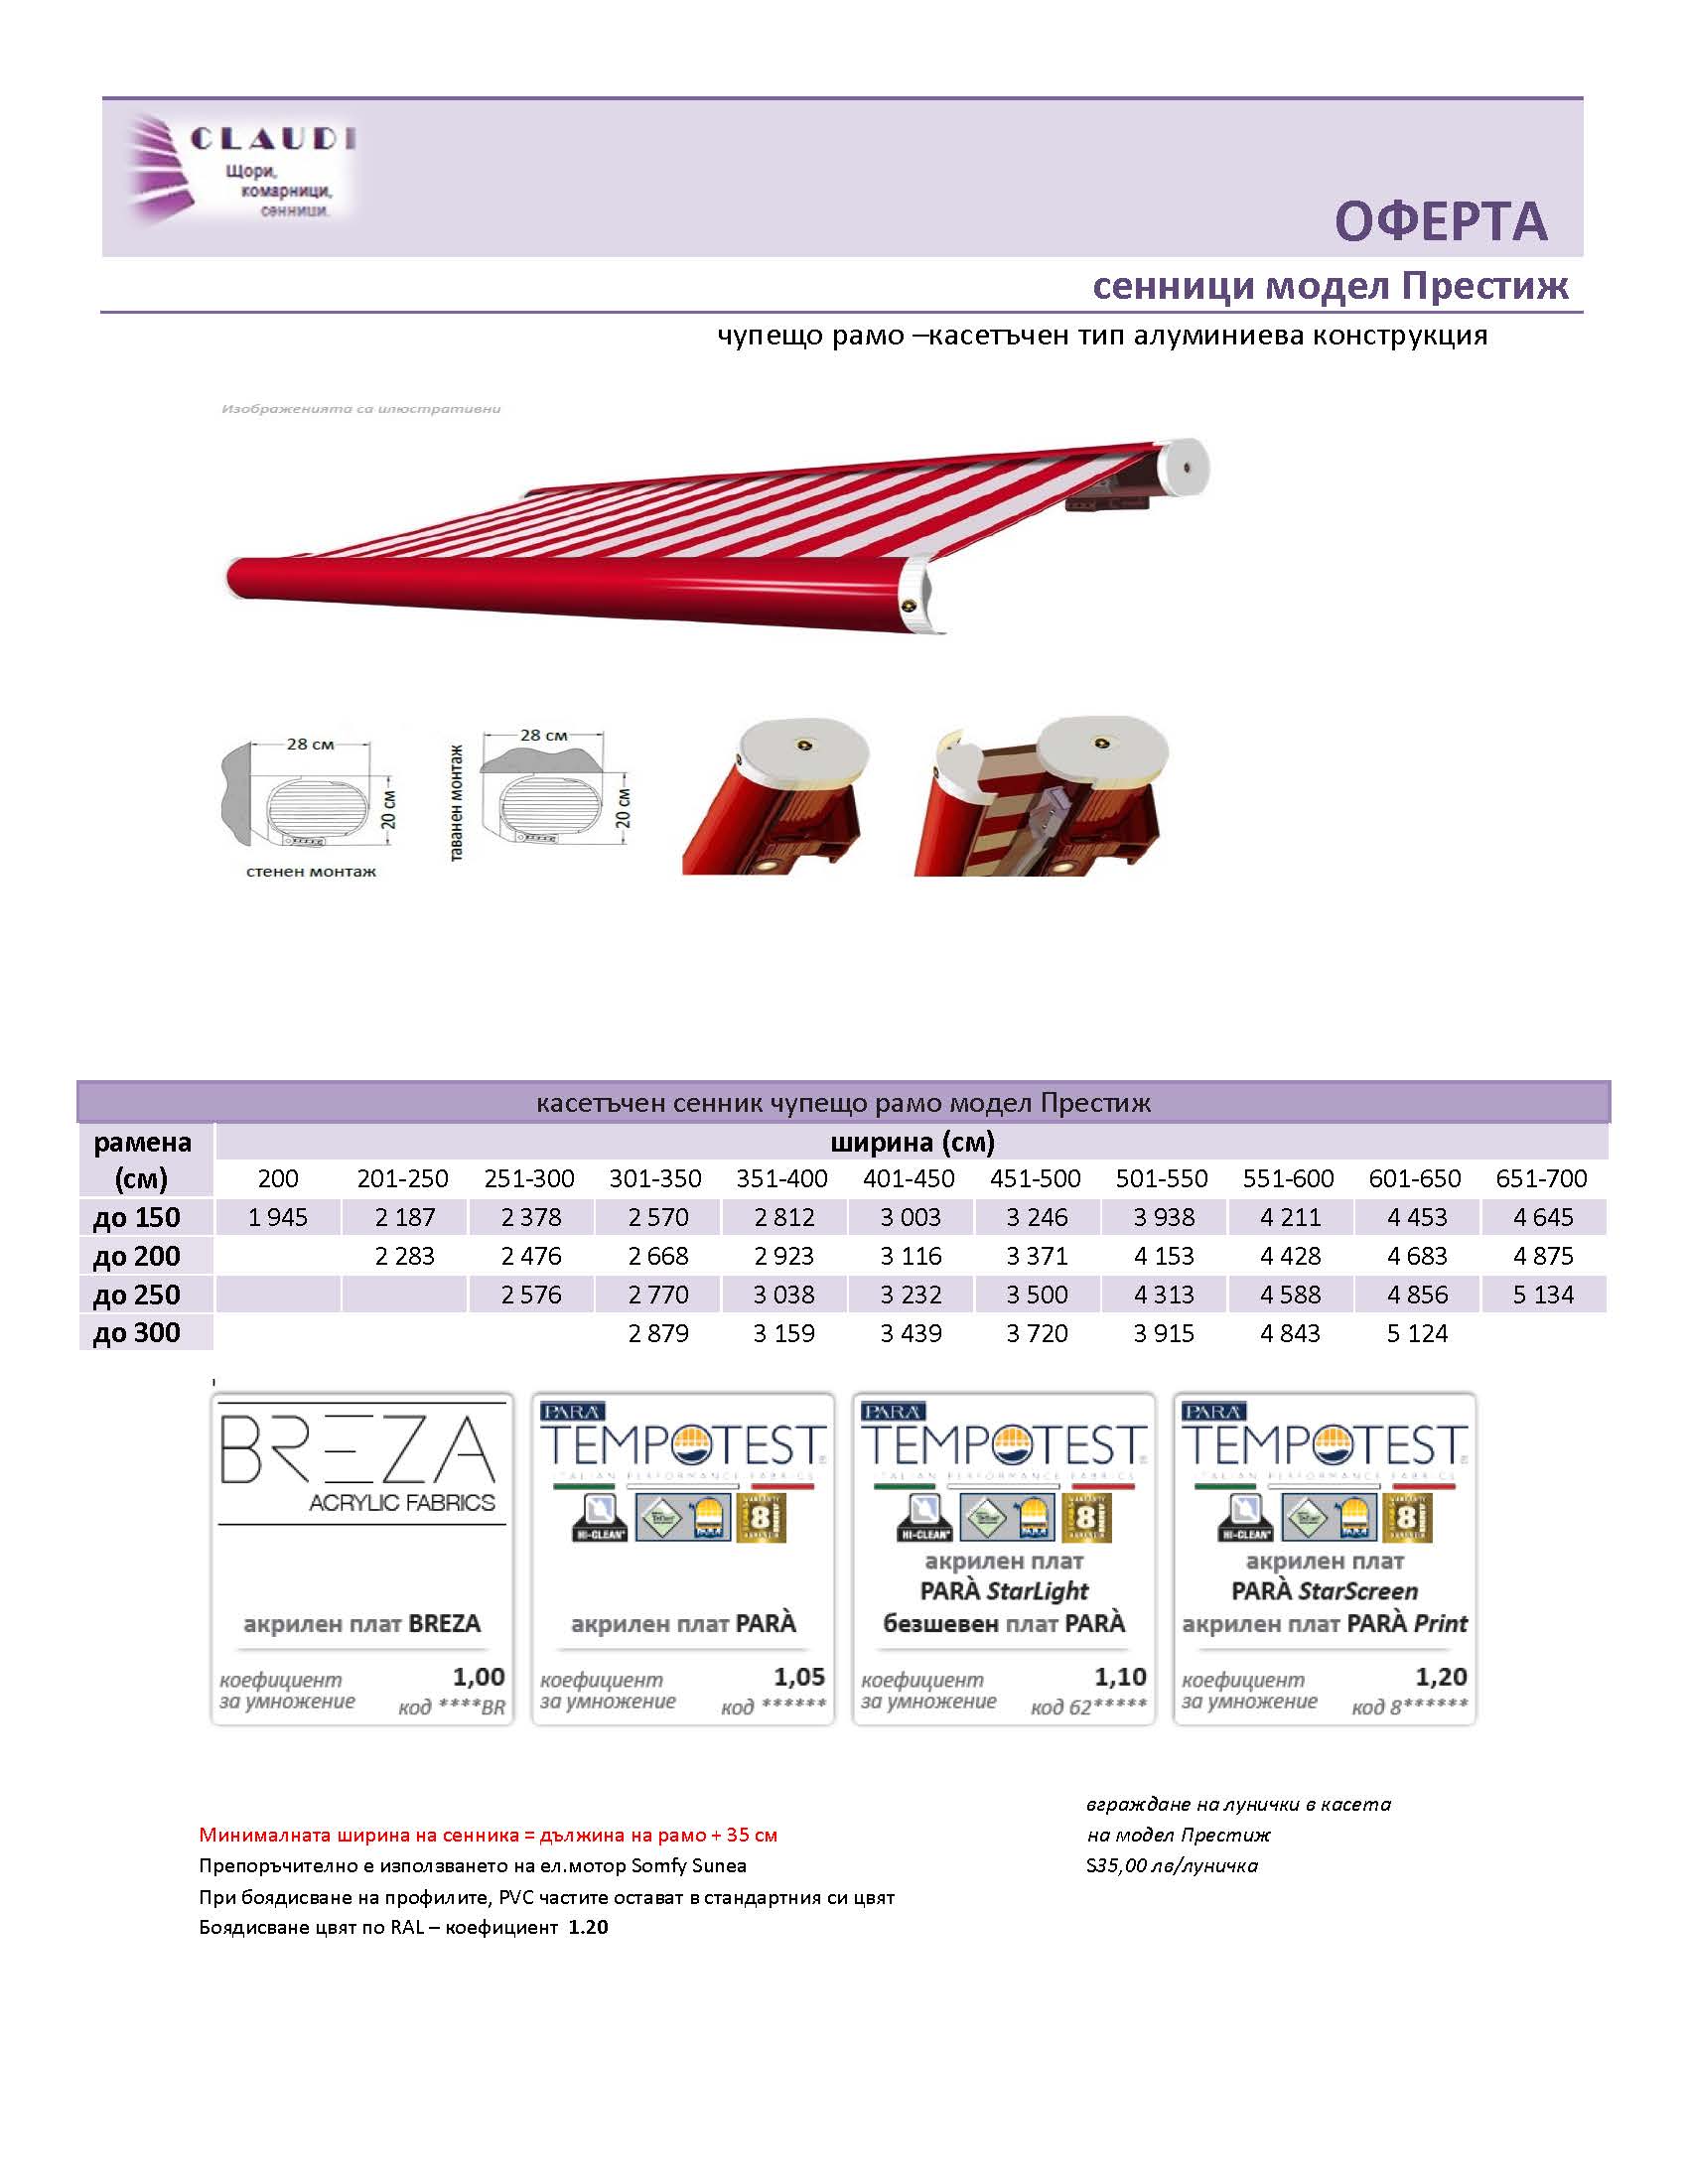 CLAUDI
Щори,
комарници,
сенници.
ОФЕРТА
сенници модел Престиж
чупещо рамо –касетъчен тип алуминиева конструкция
Изображенията са илюстративни
28 см
20 см
стенен монтаж
таванен монтаж
28 см
20 см
касетъчен сенник чупещо рамо модел Престиж
рамена (см) ширина (см)
200 201-250 251-300 301-350 351-400 401-450 451-500 501-550 551-600 601-650 651-700
до 150 1 945 2 187 2 378 2 570 2 812 3 003 3 246 3 938 4 211 4 453 4 645
до 200 2 283 2 476 2 668 2 923 3 116 3 371 4 153 4 428 4 683 4 875
до 250 2 576 2 770 3 038 3 232 3 500 4 313 4 588 4 856 5 134
до 300 2 879 3 159 3 439 3 720 3 915 4 843 5 124
BREZA
ACRYLIC FABRICS
акрилен плат BREZA
коефициент 1,00
за умножение код ****BR
PARÀ
TEMPOTEST
ITALIAN PERFORMANCE FABRICS
HI-CLEAN
8
акрилен плат PARÀ
коефициент 1,05
за умножение код ******
PARÀ
TEMPOTEST
ITALIAN PERFORMANCE FABRICS
HI-CLEAN
8
акрилен плат
PARÀ StarLight
безшевен плат PARÀ
коефициент 1,10
за умножение код 62*****
PARÀ
TEMPOTEST
ITALIAN PERFORMANCE FABRICS
HI-CLEAN
8
акрилен плат
PARÀ StarScreen
акрилен плат PARÀ Print
коефициент 1,20
за умножение код 8******
Минималната ширина на сенника = дължина на рамо + 35 см
Препоръчително е използването на ел.мотор Somfy Sunea
При боядисване на профилите, PVC частите остават в стандартния си цвят
Боядисване цвят по RAL – коефициент 1.20
вграждане на лунички в касета
на модел Престиж
S35,00 лв/луничка